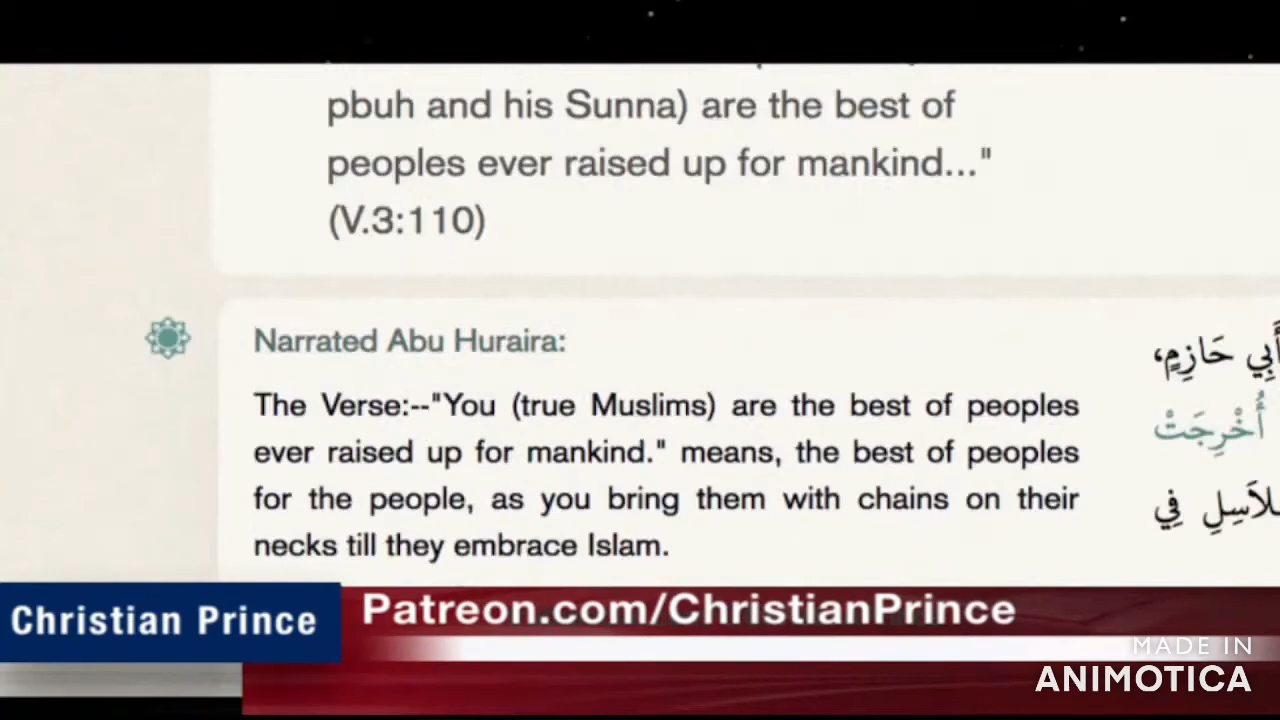 pbuh and his Sunna) are the best of
peoples ever raised up for mankind..."
(V.3:110)
Narrated Abu Huraira:
أَبِي حَازِمٍ،
The Verse:--"You (true Muslims) are the best of peoples
أُخْرِجَتْ
ever raised up for mankind." means, the best of peoples
for the people, as you bring them with chains on their
فِي
necks till they embrace Islam.
Christian Prince
Patreon.com/ChristianPrince
MADE IN
ANIMOTICA